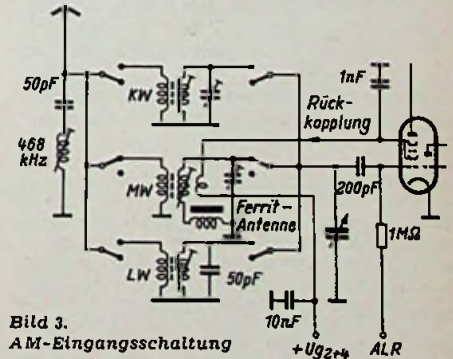 50pF
468
kHz
KW
MW
LW
1nF
Rück-
kopplung
200pF
Ferrit-
Antenne
50pF
1MΩ
10nF
+Ug2+4
ALR
Bild 3.
AM-Eingangsschaltung